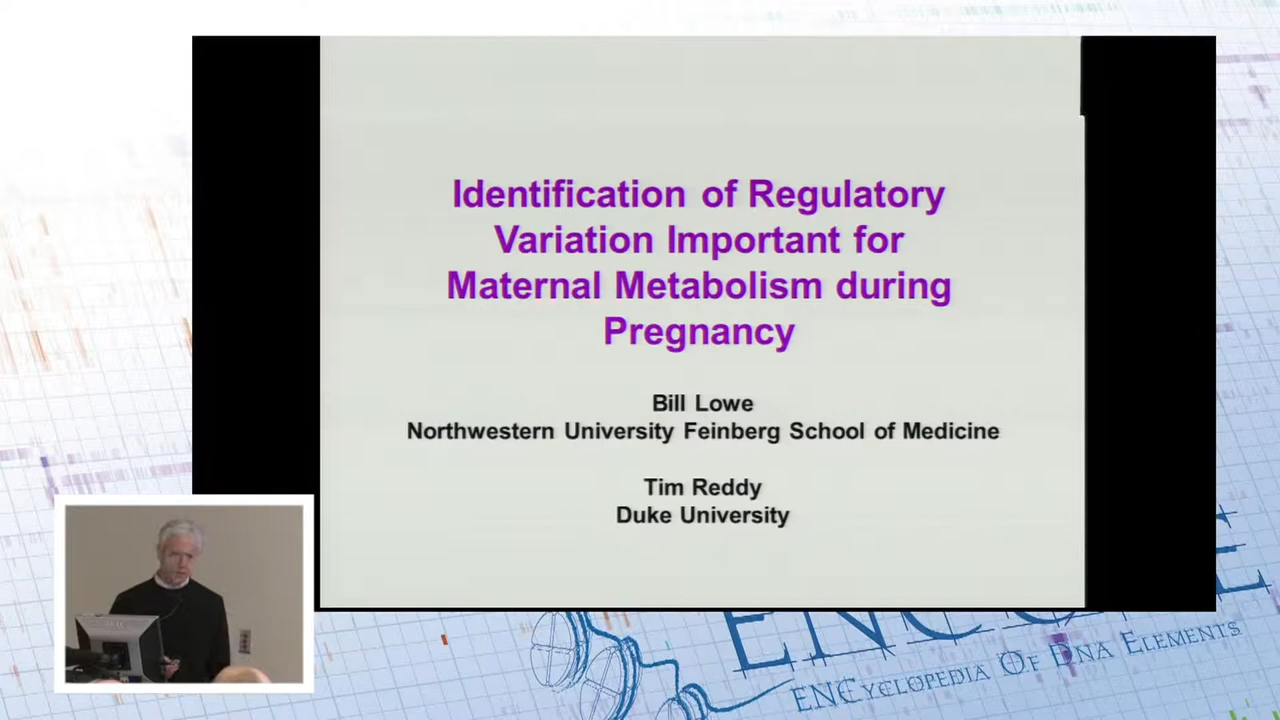 Identification of Regulatory
Variation Important for
Maternal Metabolism during
Pregnancy
Bill Lowe
Northwestern University Feinberg School of Medicine
Tim Reddy
Duke University
ENCODE
ENCYCLOPEDIA OF DNA ELEMENTS